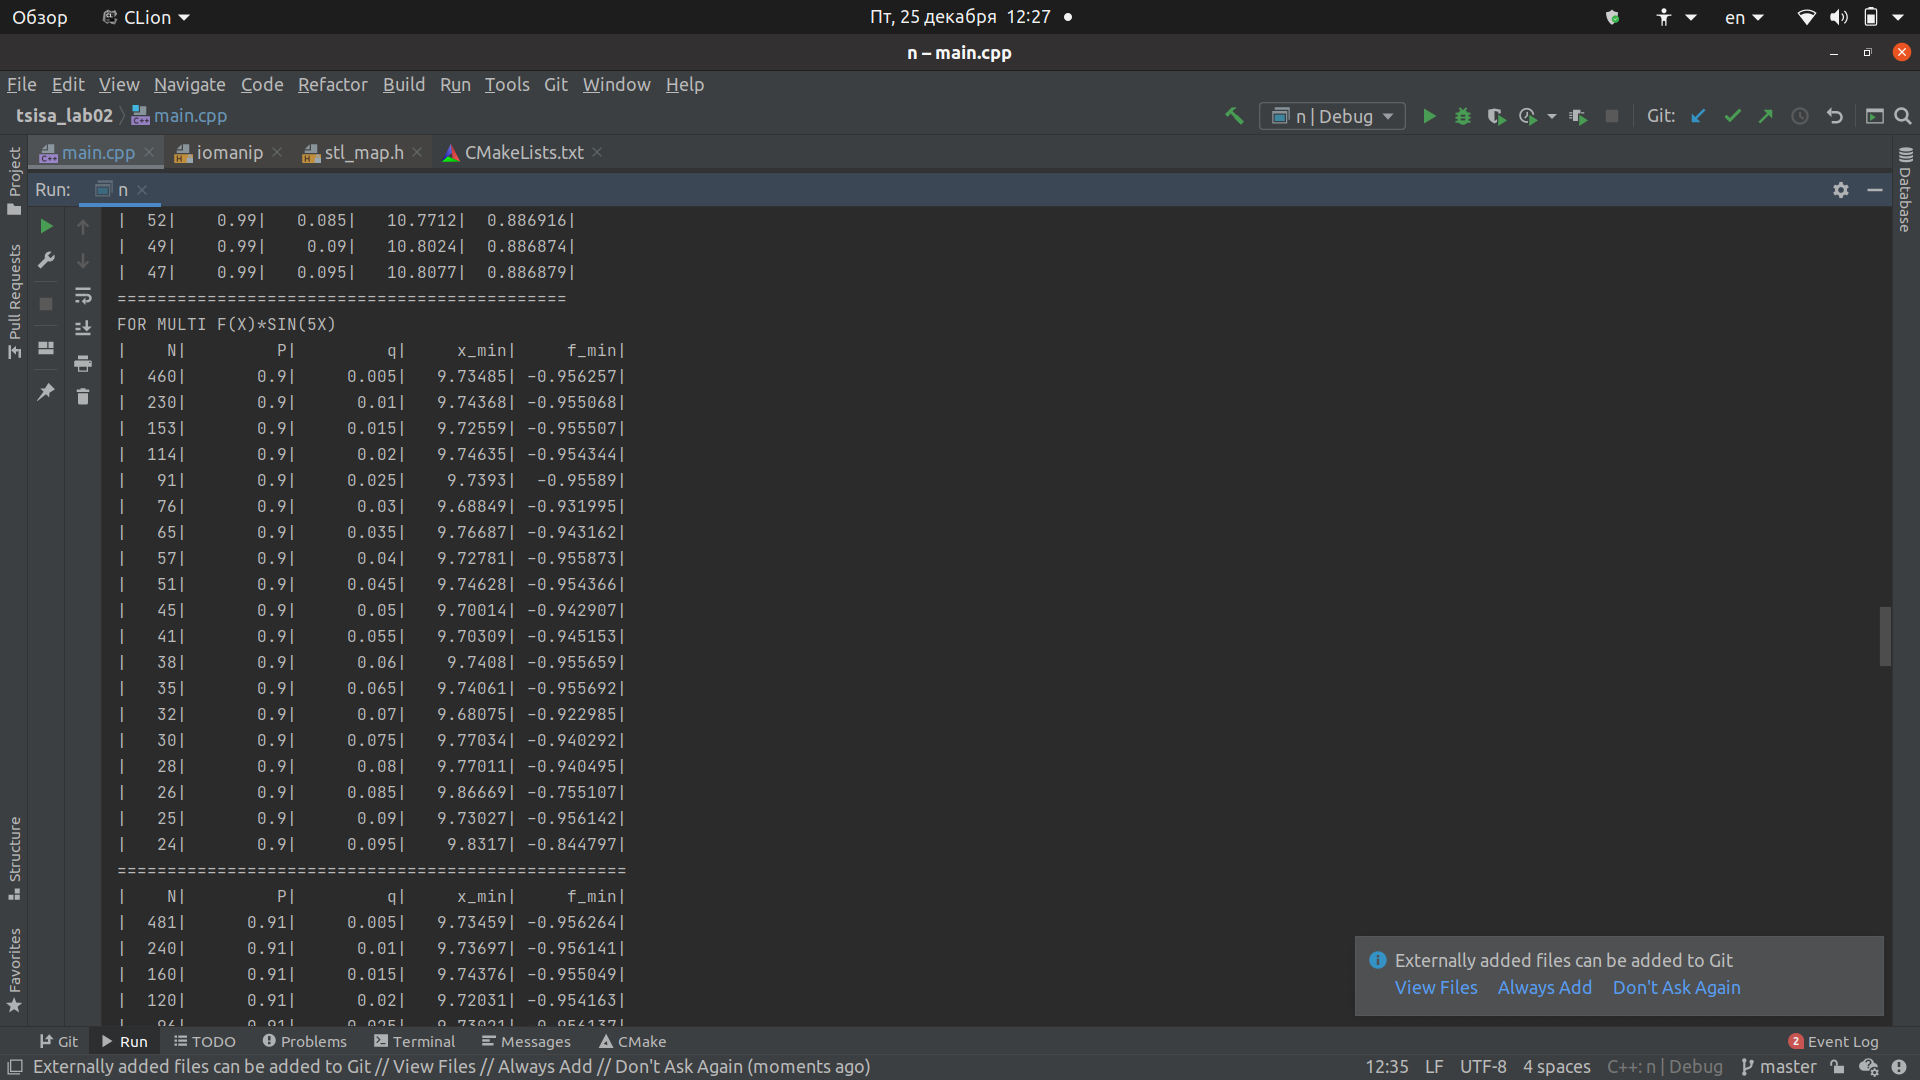 Обзор CLion Пт, 25 декабря 12:27 en
n – main.cpp
File Edit View Navigate Code Refactor Build Run Tools Git Window Help
tsisa_lab02 main.cpp n | Debug Git:
main.cpp iomanip stl_map.h CMakeLists.txt
Run: n
Project
Pull Requests
Structure
Favorites
Database
| 52| 0.99| 0.085| 10.7712| 0.886916|
| 49| 0.99| 0.09| 10.8024| 0.886874|
| 47| 0.99| 0.095| 10.8077| 0.886879|
=============================================
FOR MULTI F(X)*SIN(5X)
| N| P| q| x_min| f_min|
| 460| 0.9| 0.005| 9.73485| -0.956257|
| 230| 0.9| 0.01| 9.74368| -0.955068|
| 153| 0.9| 0.015| 9.72559| -0.955507|
| 114| 0.9| 0.02| 9.74635| -0.954344|
| 91| 0.9| 0.025| 9.7393| -0.95589|
| 76| 0.9| 0.03| 9.68849| -0.931995|
| 65| 0.9| 0.035| 9.76687| -0.943162|
| 57| 0.9| 0.04| 9.72781| -0.955873|
| 51| 0.9| 0.045| 9.74628| -0.954366|
| 45| 0.9| 0.05| 9.70014| -0.942907|
| 41| 0.9| 0.055| 9.70309| -0.945153|
| 38| 0.9| 0.06| 9.7408| -0.955659|
| 35| 0.9| 0.065| 9.74061| -0.955692|
| 32| 0.9| 0.07| 9.68075| -0.922985|
| 30| 0.9| 0.075| 9.77034| -0.940292|
| 28| 0.9| 0.08| 9.77011| -0.940495|
| 26| 0.9| 0.085| 9.86669| -0.755107|
| 25| 0.9| 0.09| 9.73027| -0.956142|
| 24| 0.9| 0.095| 9.8317| -0.844797|
===================================================
| N| P| q| x_min| f_min|
| 481| 0.91| 0.005| 9.73459| -0.956264|
| 240| 0.91| 0.01| 9.73697| -0.956141|
| 160| 0.91| 0.015| 9.74376| -0.955049|
| 120| 0.91| 0.02| 9.72031| -0.954163|
| 96| 0.91| 0.025| 9.73021| -0.956137|
Externally added files can be added to Git
View Files Always Add Don't Ask Again
Git Run TODO Problems Terminal Messages CMake 2 Event Log
Externally added files can be added to Git // View Files // Always Add // Don't Ask Again (moments ago) 12:35 LF UTF-8 4 spaces C++: n | Debug master